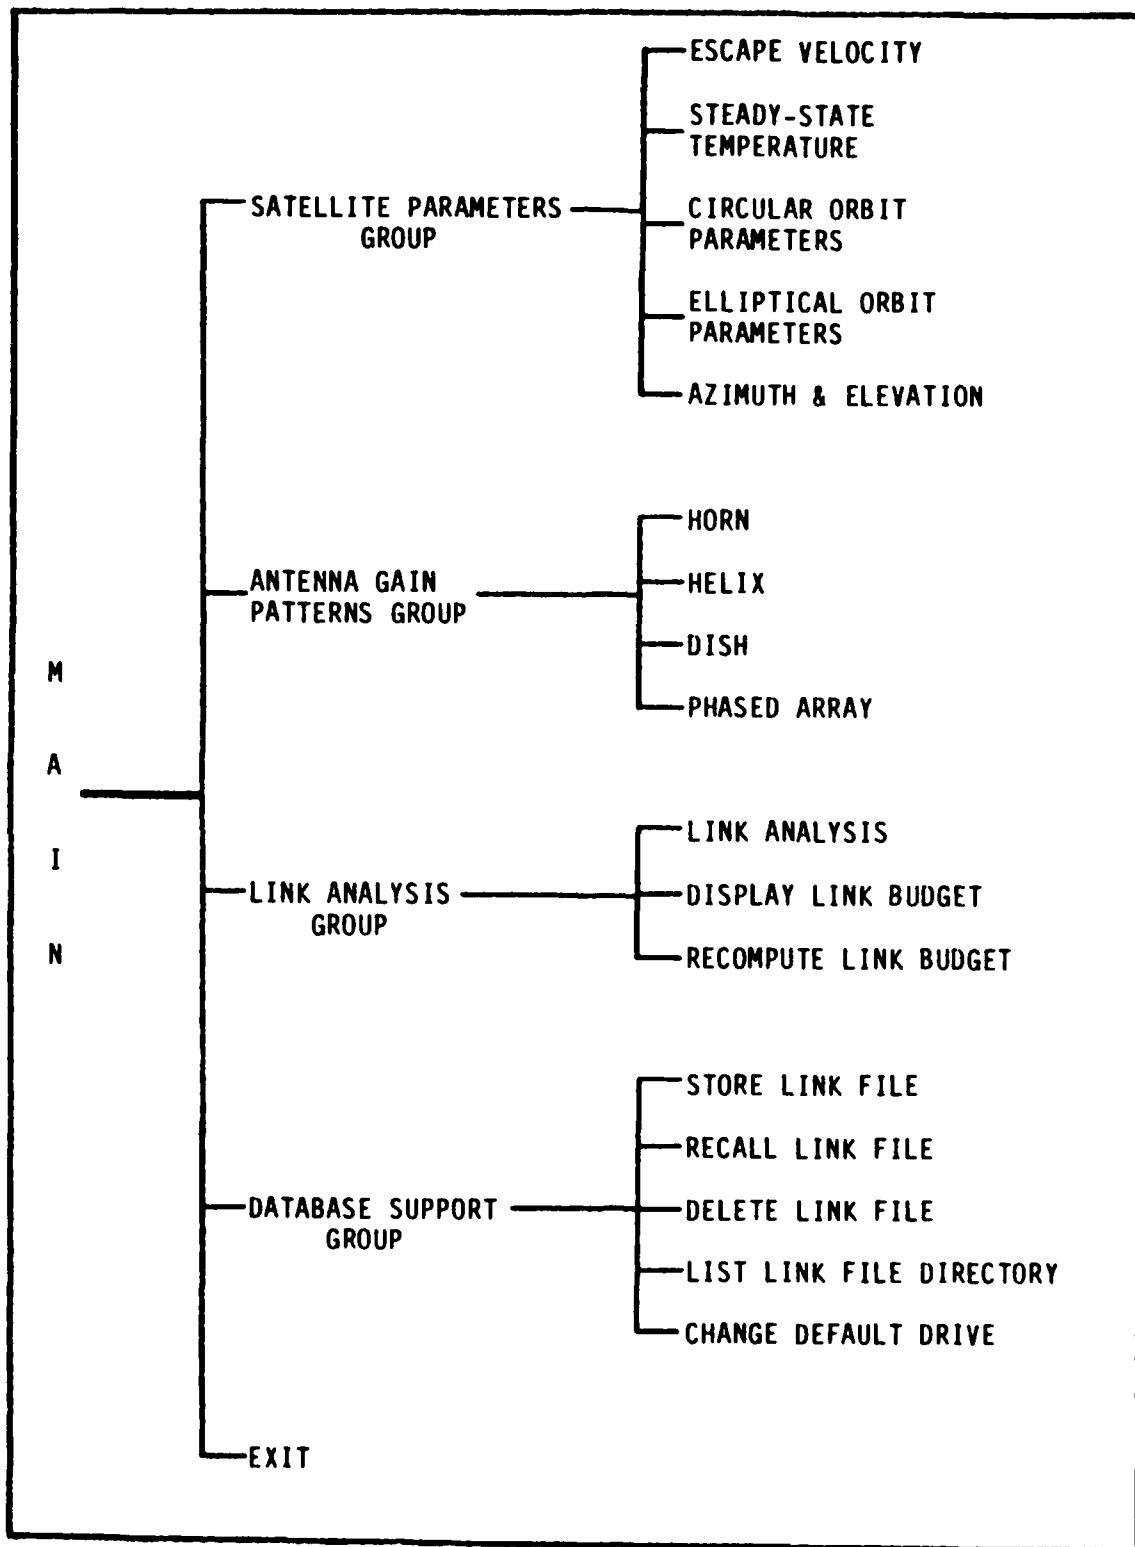 MAIN
SATELLITE PARAMETERS
GROUP
ESCAPE VELOCITY
STEADY-STATE
TEMPERATURE
CIRCULAR ORBIT
PARAMETERS
ELLIPTICAL ORBIT
PARAMETERS
AZIMUTH & ELEVATION
ANTENNA GAIN
PATTERNS GROUP
HORN
HELIX
DISH
PHASED ARRAY
LINK ANALYSIS
GROUP
LINK ANALYSIS
DISPLAY LINK BUDGET
RECOMPUTE LINK BUDGET
DATABASE SUPPORT
GROUP
STORE LINK FILE
RECALL LINK FILE
DELETE LINK FILE
LIST LINK FILE DIRECTORY
CHANGE DEFAULT DRIVE
EXIT